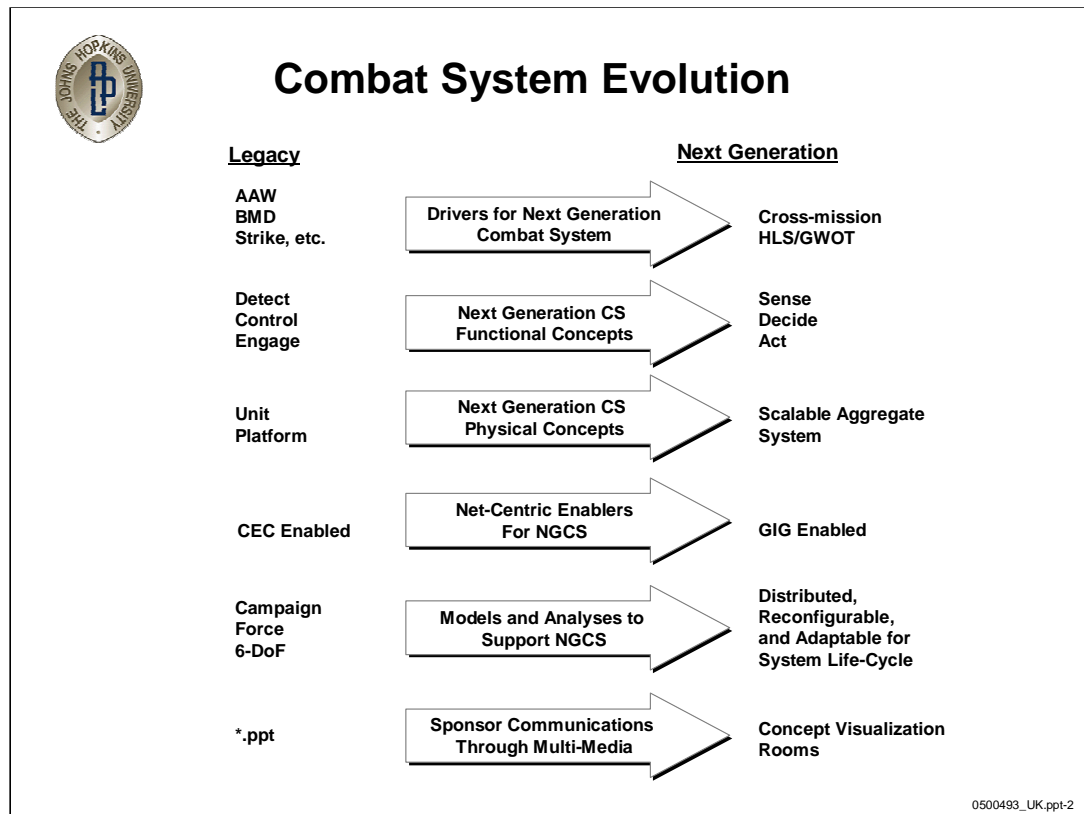 THE JOHNS HOPKINS UNIVERSITY
APL
Combat System Evolution
Legacy
Next Generation
AAW
BMD
Strike, etc.
Drivers for Next Generation
Combat System
Cross-mission
HLS/GWOT
Detect
Control
Engage
Next Generation CS
Functional Concepts
Sense
Decide
Act
Unit
Platform
Next Generation CS
Physical Concepts
Scalable Aggregate
System
CEC Enabled
Net-Centric Enablers
For NGCS
GIG Enabled
Campaign
Force
6-DoF
Models and Analyses to
Support NGCS
Distributed,
Reconfigurable,
and Adaptable for
System Life-Cycle
*.ppt
Sponsor Communications
Through Multi-Media
Concept Visualization
Rooms
0500493_UK.ppt-2